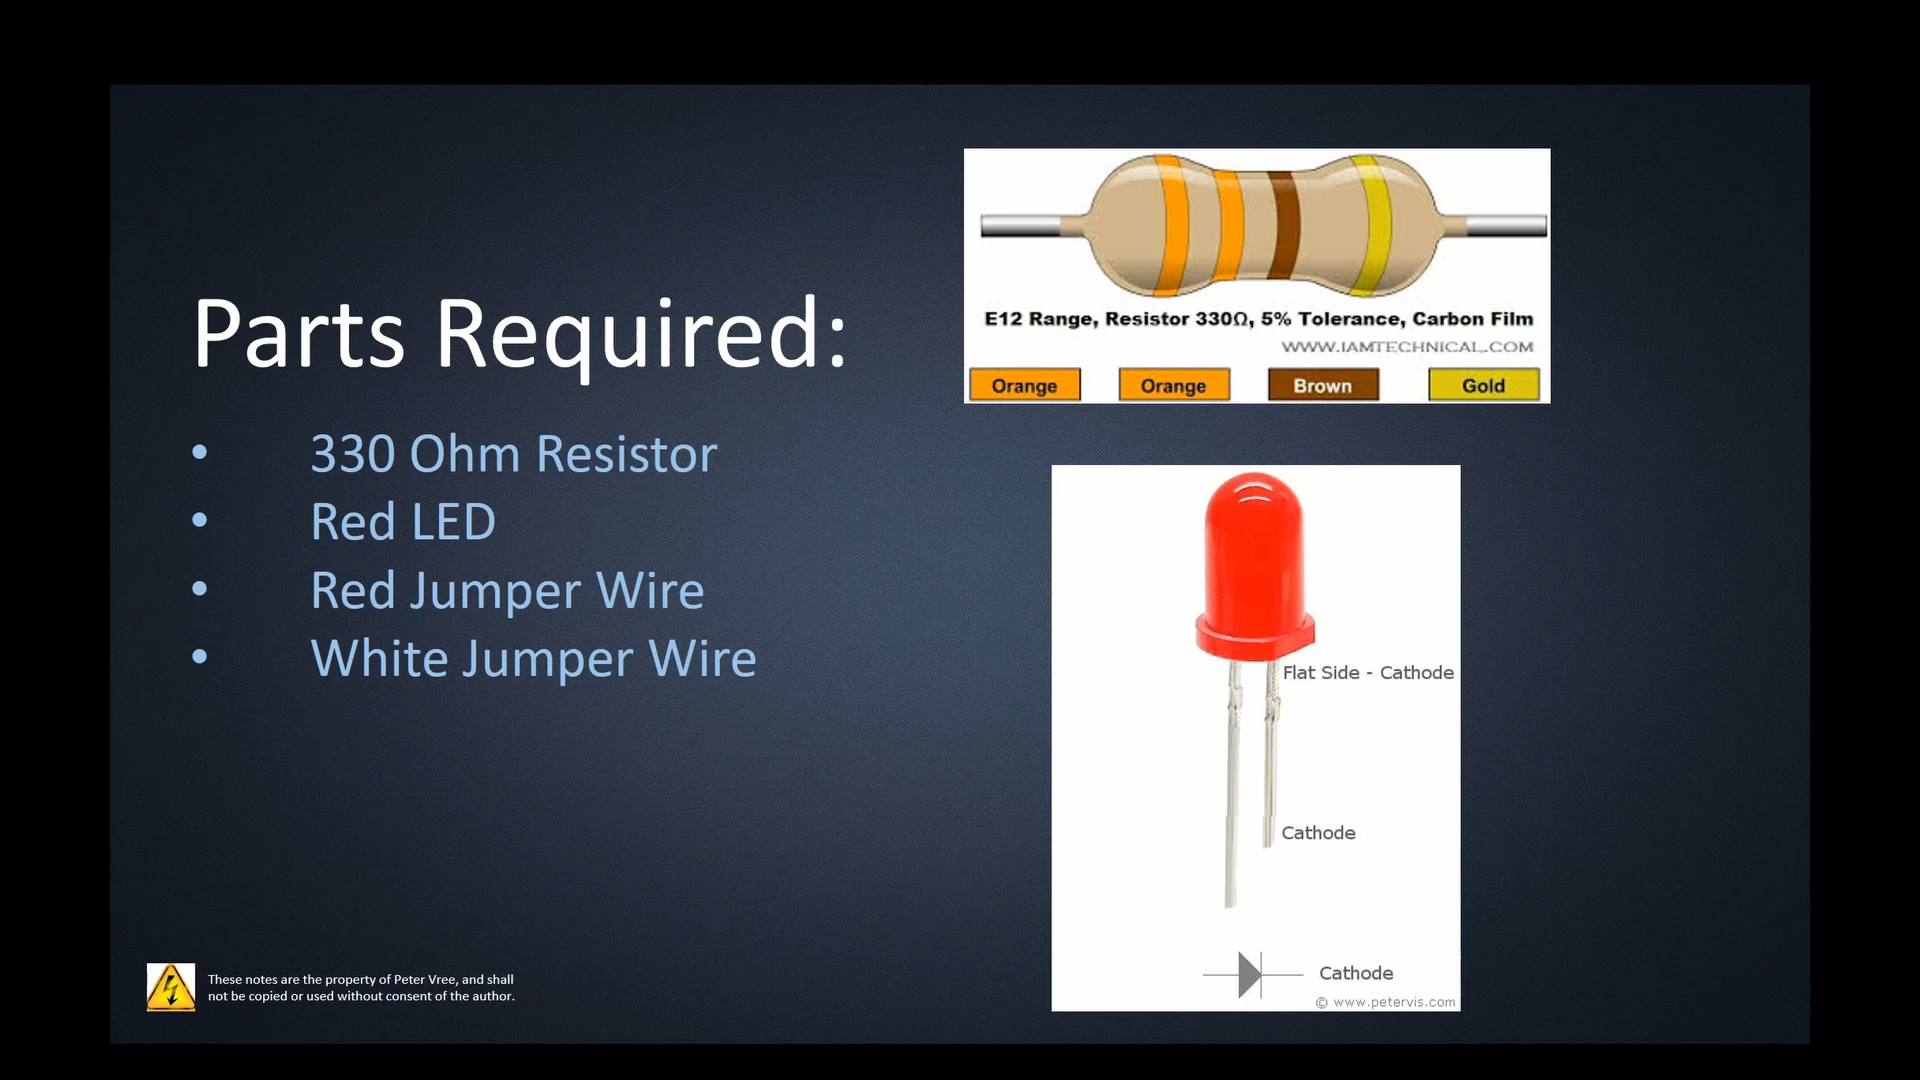 Parts Required:
• 330 Ohm Resistor
• Red LED
• Red Jumper Wire
• White Jumper Wire
E12 Range, Resistor 330Ω, 5% Tolerance, Carbon Film
WWW.IAMTECHNICAL.COM
Orange Orange Brown Gold
Flat Side - Cathode
Cathode
Cathode
© www.petervis.com
These notes are the property of Peter Vree, and shall
not be copied or used without consent of the author.